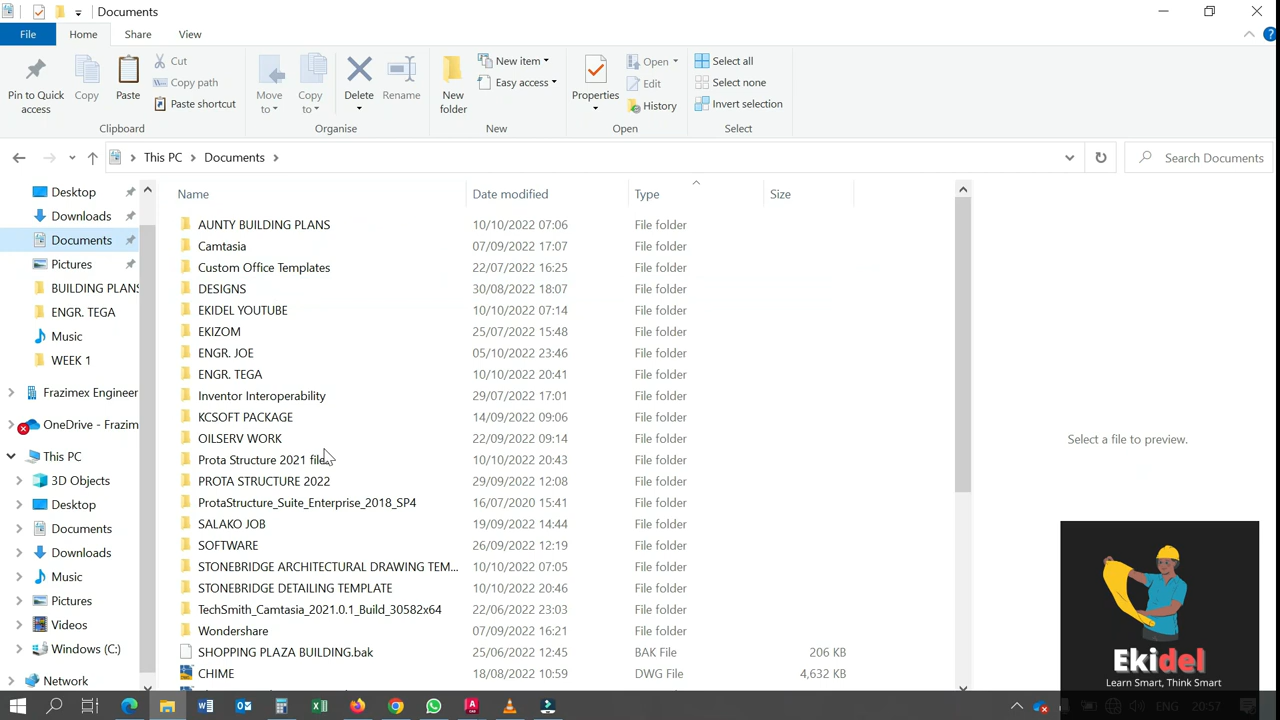 Documents
File
Home
Share
View
Pin to Quick access
Copy
Paste
Cut
Copy path
Paste shortcut
Clipboard
Move to
Copy to
Delete
Rename
Organise
New folder
New item
Easy access
New
Properties
Open
Edit
History
Open
Select all
Select none
Invert selection
Select
This PC
Documents
Search Documents
Desktop
Downloads
Documents
Pictures
BUILDING PLANS
ENGR. TEGA
Music
WEEK 1
Frazimex Engineer
OneDrive - Frazim
This PC
3D Objects
Desktop
Documents
Downloads
Music
Pictures
Videos
Windows (C:)
Network
Name Date modified Type Size
AUNTY BUILDING PLANS 10/10/2022 07:06 File folder
Camtasia 07/09/2022 17:07 File folder
Custom Office Templates 22/07/2022 16:25 File folder
DESIGNS 30/08/2022 18:07 File folder
EKIDEL YOUTUBE 10/10/2022 07:14 File folder
EKIZOM 25/07/2022 15:48 File folder
ENGR. JOE 05/10/2022 23:46 File folder
ENGR. TEGA 10/10/2022 20:41 File folder
Inventor Interoperability 29/07/2022 17:01 File folder
KCSOFT PACKAGE 14/09/2022 09:06 File folder
OILSERV WORK 22/09/2022 09:14 File folder
Prota Structure 2021 file 10/10/2022 20:43 File folder
PROTA STRUCTURE 2022 29/09/2022 12:08 File folder
ProtaStructure_Suite_Enterprise_2018_SP4 16/07/2020 15:41 File folder
SALAKO JOB 19/09/2022 14:44 File folder
SOFTWARE 26/09/2022 12:19 File folder
STONEBRIDGE ARCHITECTURAL DRAWING TEM... 10/10/2022 07:05 File folder
STONEBRIDGE DETAILING TEMPLATE 10/10/2022 20:46 File folder
TechSmith_Camtasia_2021.0.1_Build_30582x64 22/06/2022 23:03 File folder
Wondershare 07/09/2022 16:21 File folder
SHOPPING PLAZA BUILDING.bak 25/06/2022 12:45 BAK File 206 KB
CHIME 18/08/2022 10:59 DWG File 4,632 KB
Select a file to preview.
Ekidel
Learn Smart, Think Smart
ENG 20:57